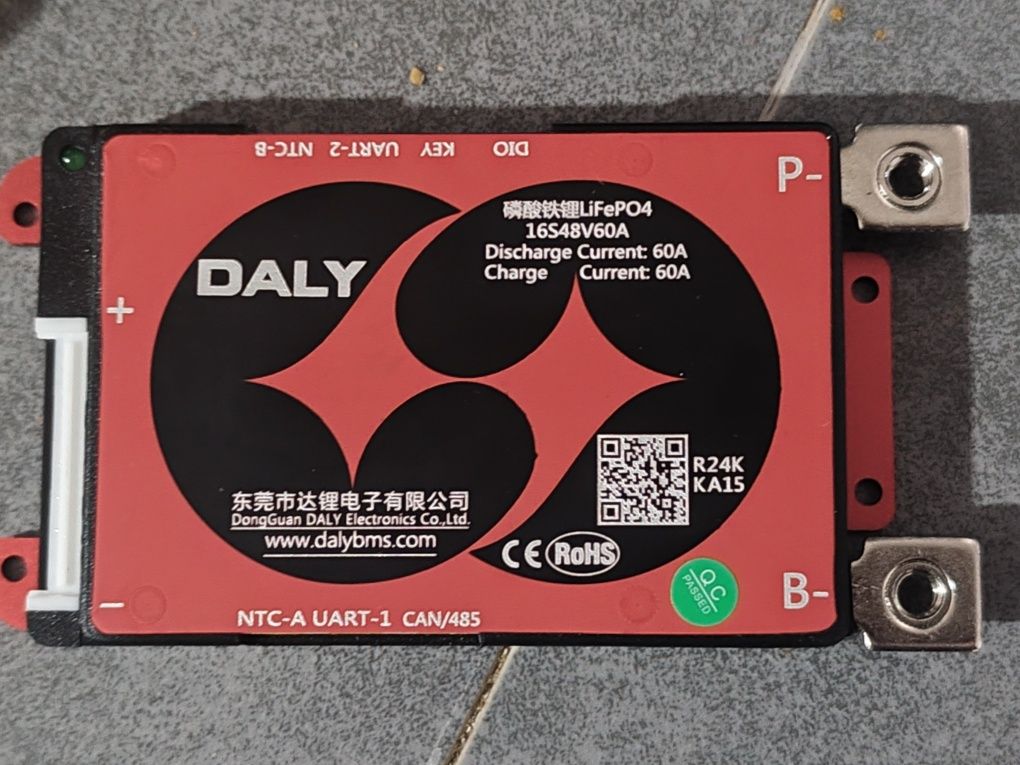 NTC-B UART-2 KEY DIO
P-
磷酸铁锂LiFePO4
16S48V60A
Discharge Current: 60A
Charge Current: 60A
DALY
+
R24K
KA15
东莞市达锂电子有限公司
DongGuan DALY Electronics Co.,Ltd.
www.dalybms.com
CE RoHS
QC
PASSED
B-
−
NTC-A UART-1 CAN/485